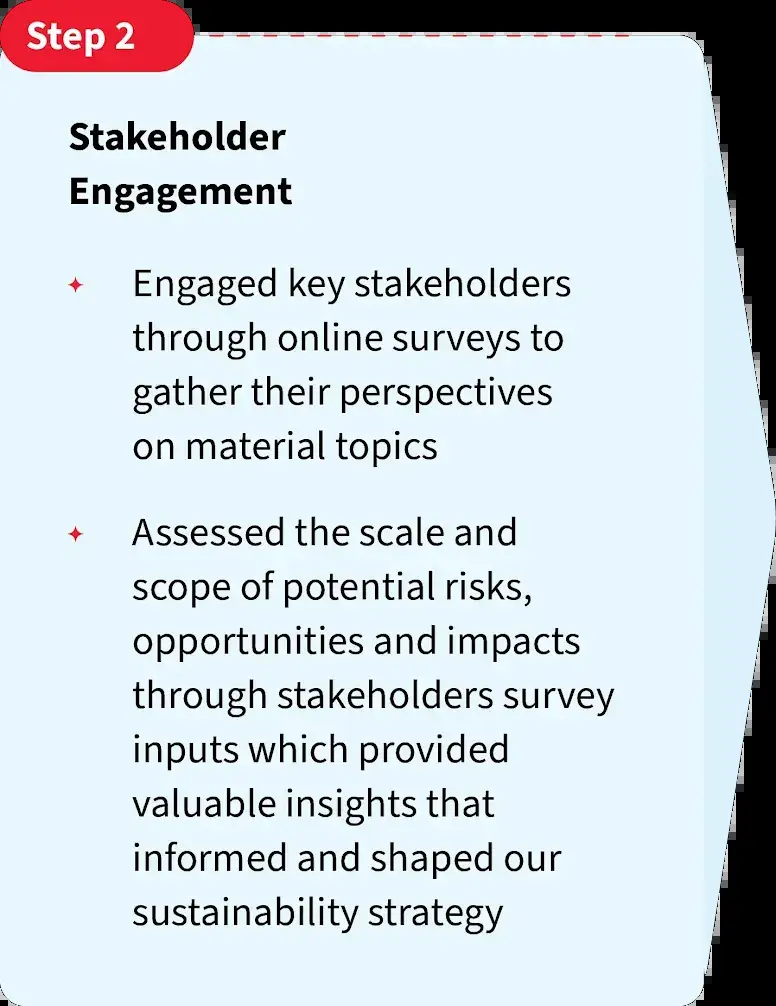 Step 2
Stakeholder
Engagement
Engaged key stakeholders
through online surveys to
gather their perspectives
on material topics
Assessed the scale and
scope of potential risks,
opportunities and impacts
through stakeholders survey
inputs which provided
valuable insights that
informed and shaped our
sustainability strategy